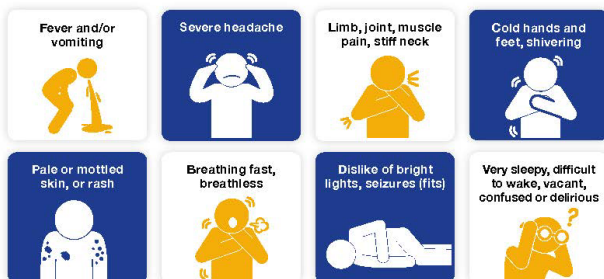 Fever and/or
vomiting
Severe headache
Limb, joint, muscle
pain, stiff neck
Cold hands and
feet, shivering
Pale or mottled
skin, or rash
Breathing fast,
breathless
Dislike of bright
lights, seizures (fits)
Very sleepy, difficult
to wake, vacant,
confused or delirious
?